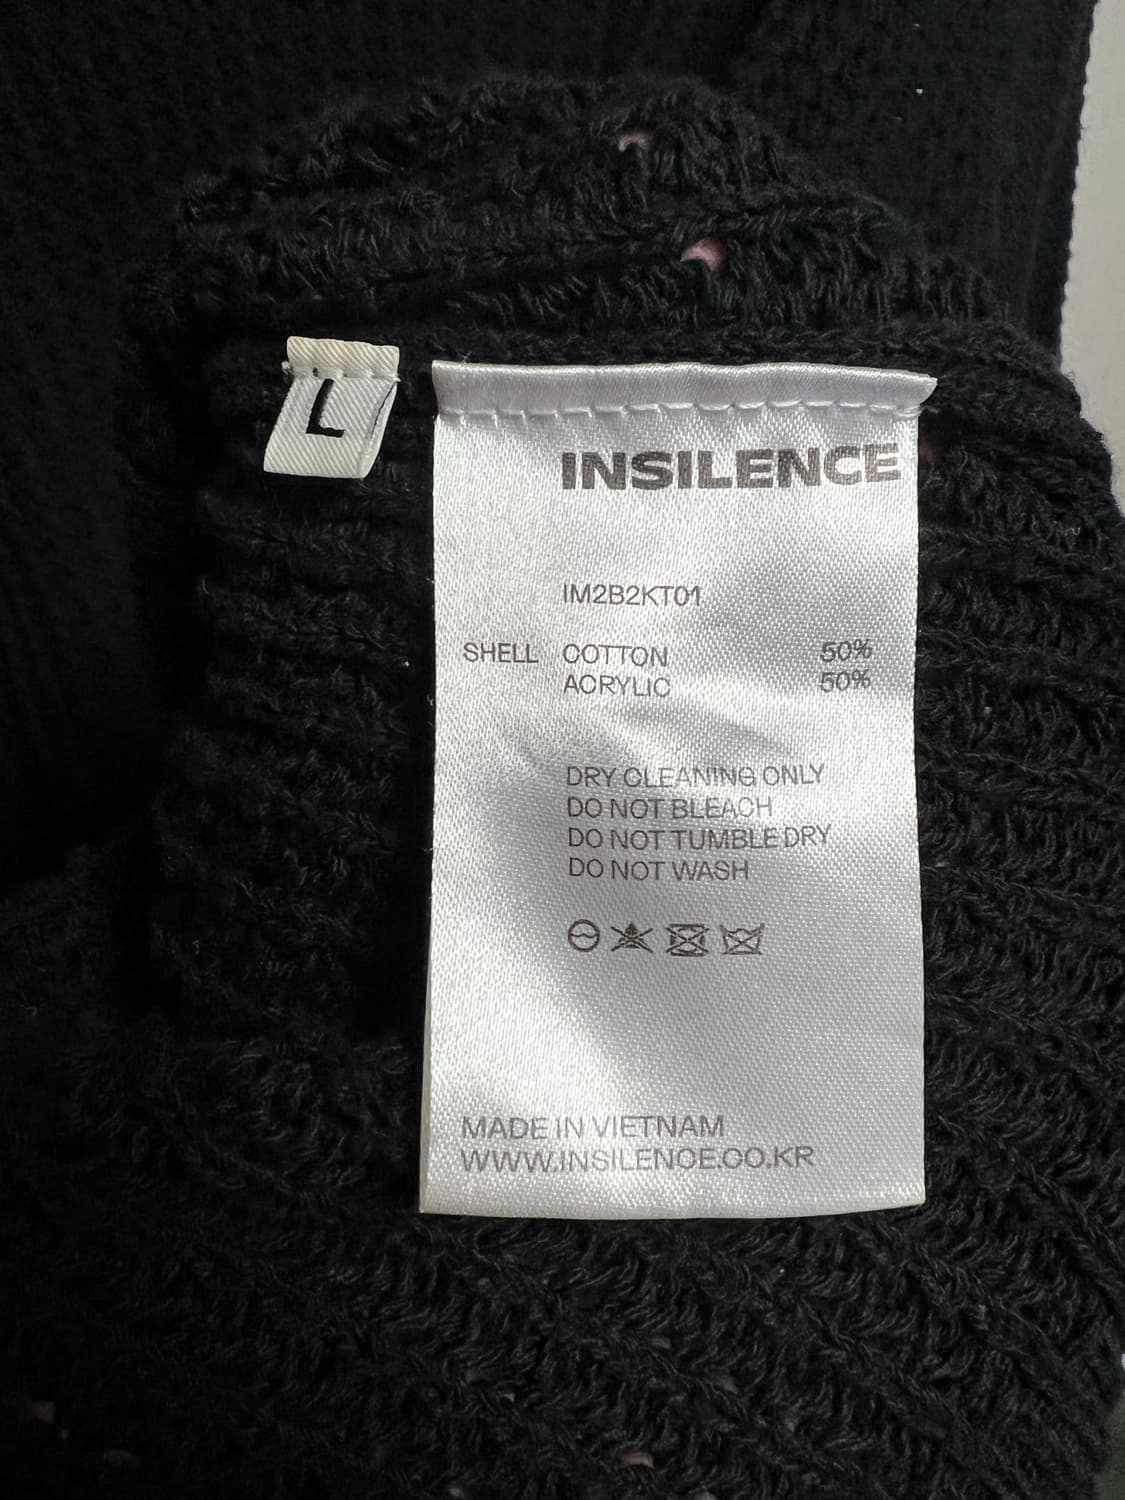 L
INSILENCE
IM2B2KT01
SHELL COTTON 50%
ACRYLIC 50%
DRY CLEANING ONLY
DO NOT BLEACH
DO NOT TUMBLE DRY
DO NOT WASH
MADE IN VIETNAM
WWW.INSILENCE.CO.KR